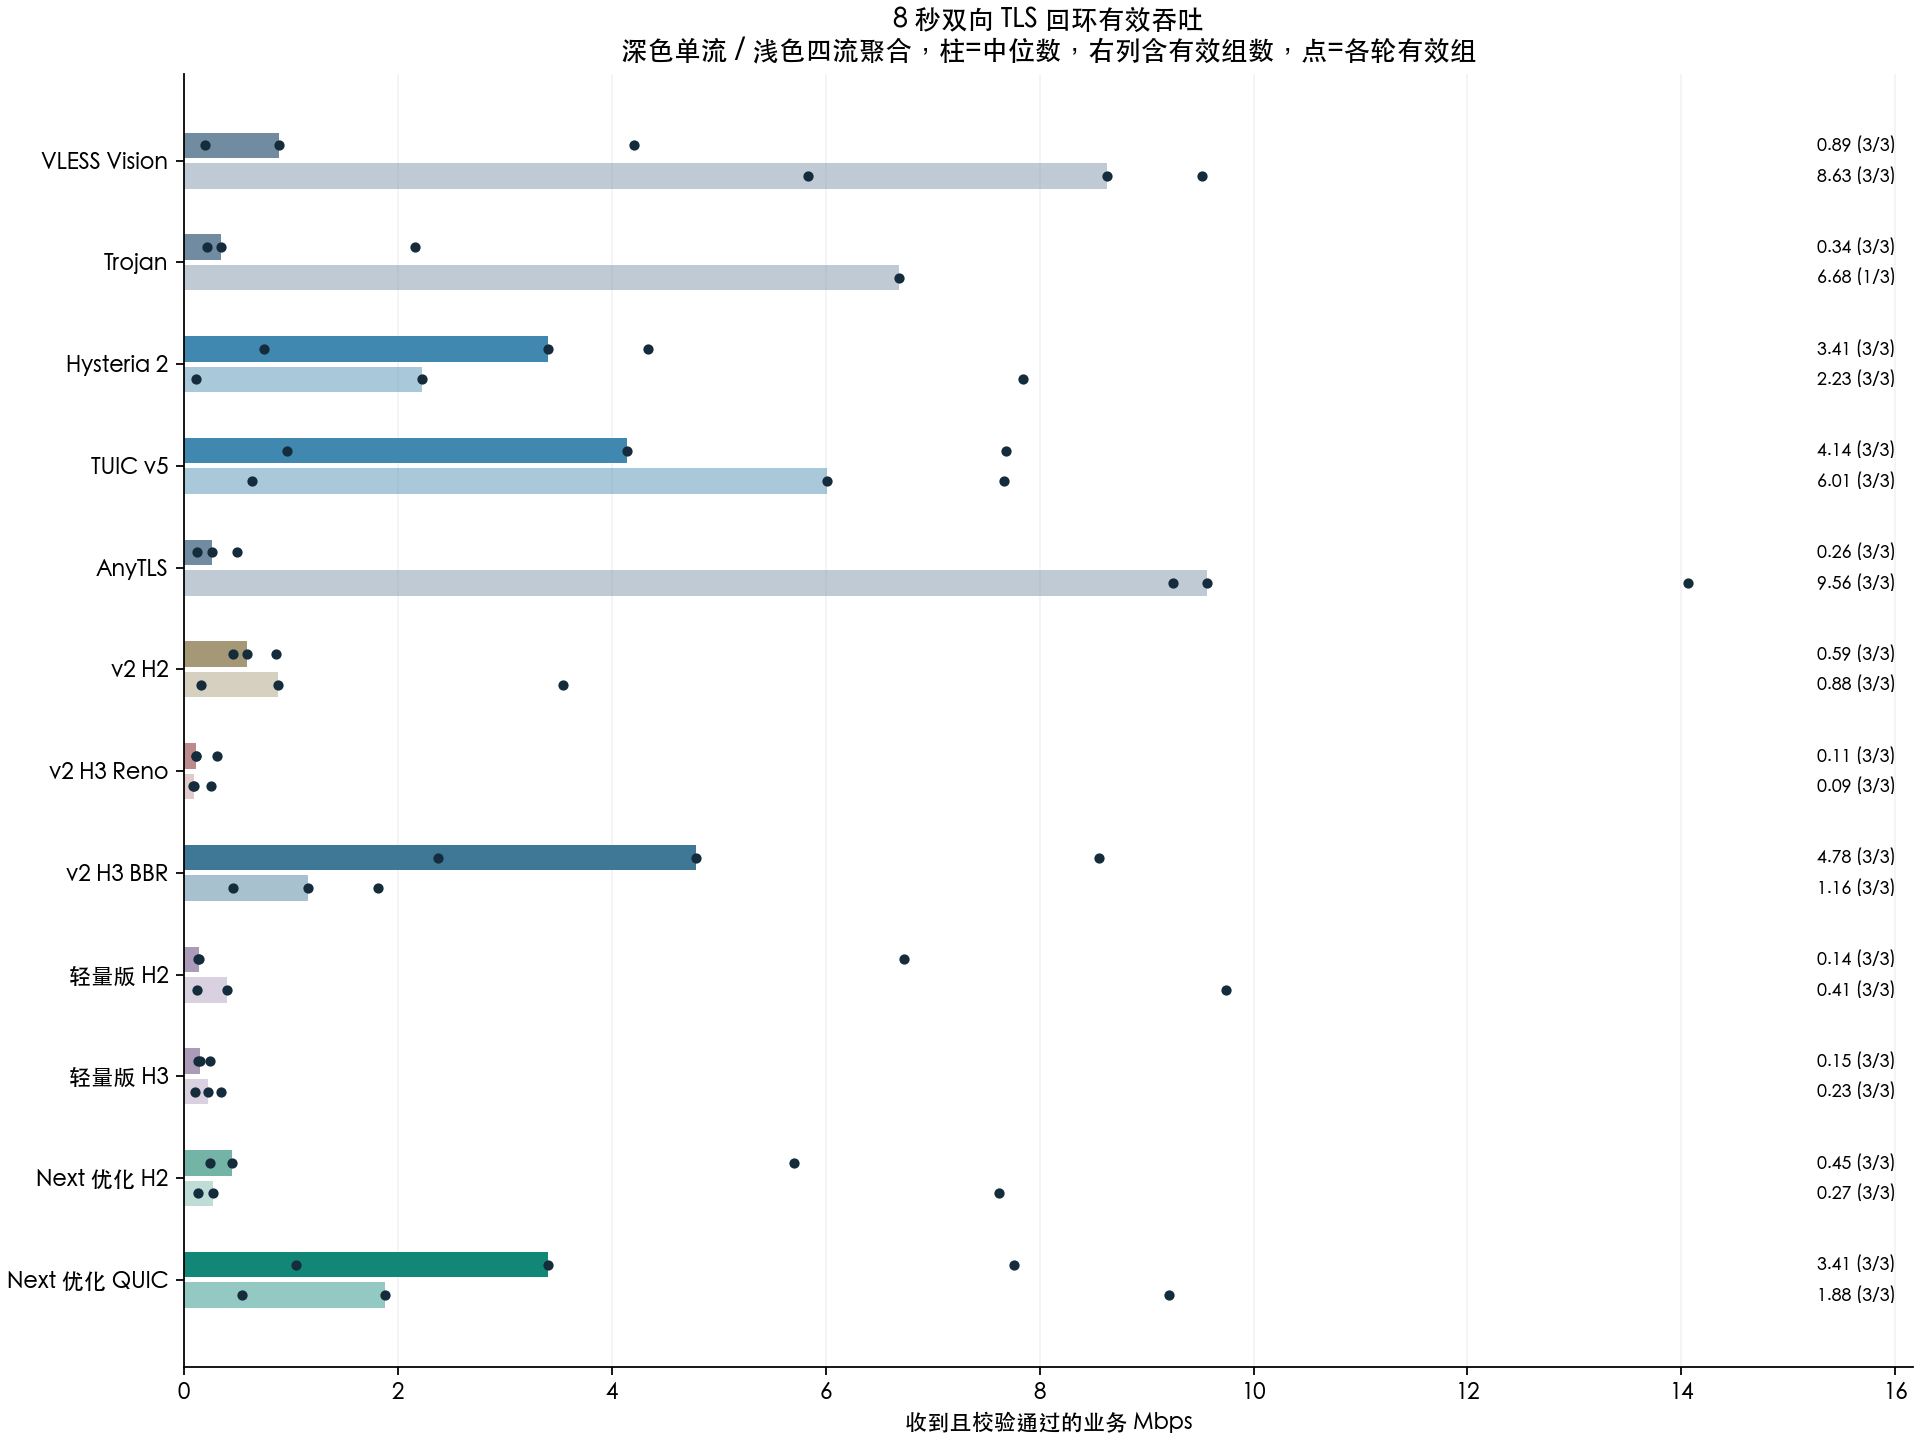 8 秒双向 TLS 回环有效吞吐
深色单流 / 浅色四流聚合，柱=中位数，右列含有效组数，点=各轮有效组
VLESS Vision
0.89 (3/3)
8.63 (3/3)
Trojan
0.34 (3/3)
6.68 (1/3)
Hysteria 2
3.41 (3/3)
2.23 (3/3)
TUIC v5
4.14 (3/3)
6.01 (3/3)
AnyTLS
0.26 (3/3)
9.56 (3/3)
v2 H2
0.59 (3/3)
0.88 (3/3)
v2 H3 Reno
0.11 (3/3)
0.09 (3/3)
v2 H3 BBR
4.78 (3/3)
1.16 (3/3)
轻量版 H2
0.14 (3/3)
0.41 (3/3)
轻量版 H3
0.15 (3/3)
0.23 (3/3)
Next 优化 H2
0.45 (3/3)
0.27 (3/3)
Next 优化 QUIC
3.41 (3/3)
1.88 (3/3)
0 2 4 6 8 10 12 14 16
收到且校验通过的业务 Mbps